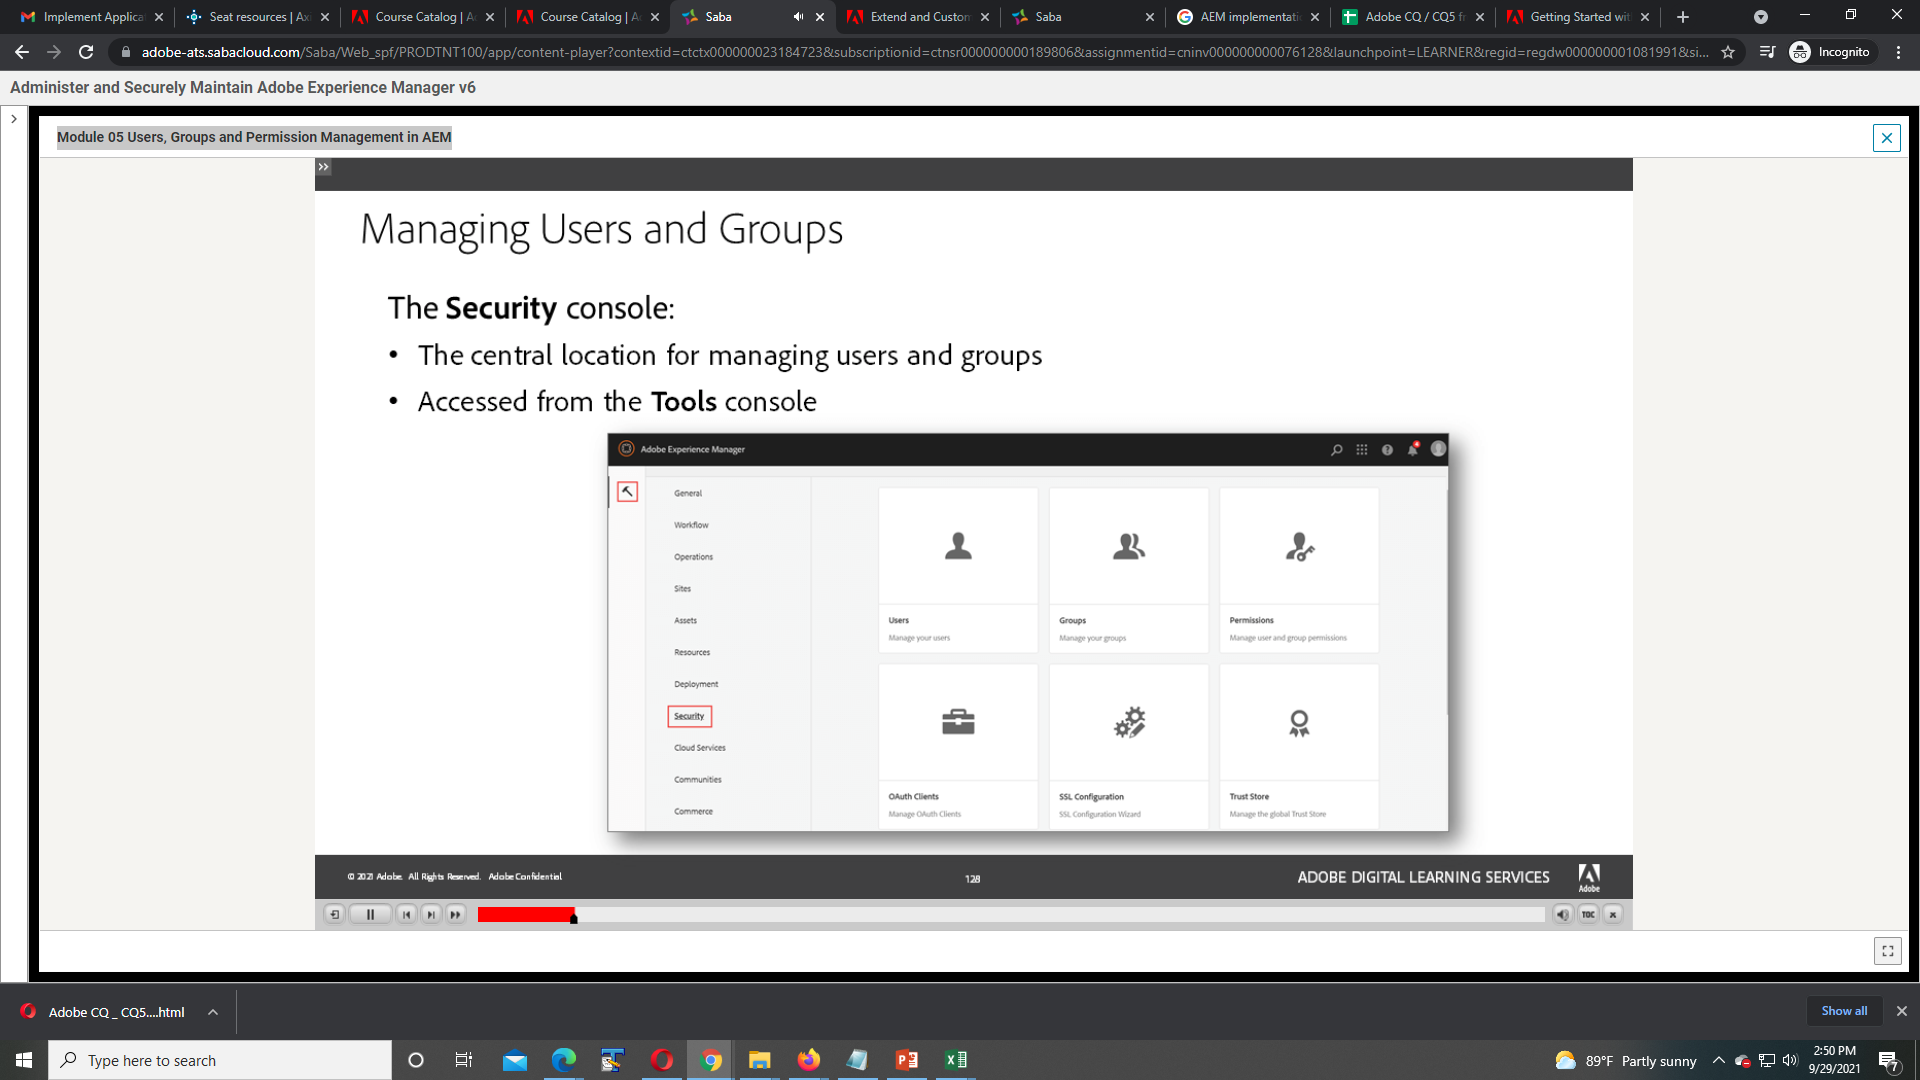 Implement Applica
Seat resources | Ax
Course Catalog | A
Course Catalog | A
Saba
Extend and Custom
Saba
AEM implementati
Adobe CQ / CQ5 f
Getting Started wit
adobe-ats.sabacloud.com/Saba/Web_spf/PRODTNT100/app/content-player?contextid=ctctx000000023184723&subscriptionid=ctnsr000000000189806&assignmentid=cninv000000000076128&launchpoint=LEARNER&regid=regdw000000001081991&si...
Incognito
Administer and Securely Maintain Adobe Experience Manager v6
Module 05 Users, Groups and Permission Management in AEM
Managing Users and Groups
The Security console:
• The central location for managing users and groups
• Accessed from the Tools console
Adobe Experience Manager
General
Workflow
Operations
Sites
Assets
Resources
Deployment
Security
Cloud Services
Communities
Commerce
Users
Manage your users
Groups
Manage your groups
Permissions
Manage user and group permissions
OAuth Clients
Manage OAuth Clients
SSL Configuration
SSL Configuration Wizard
Trust Store
Manage the global Trust Store
© 2021 Adobe. All Rights Reserved. Adobe Confidential
128
ADOBE DIGITAL LEARNING SERVICES
Adobe
TOC
Adobe CQ _ CQ5....html
Show all
Type here to search
89°F Partly sunny
2:50 PM
9/29/2021
7